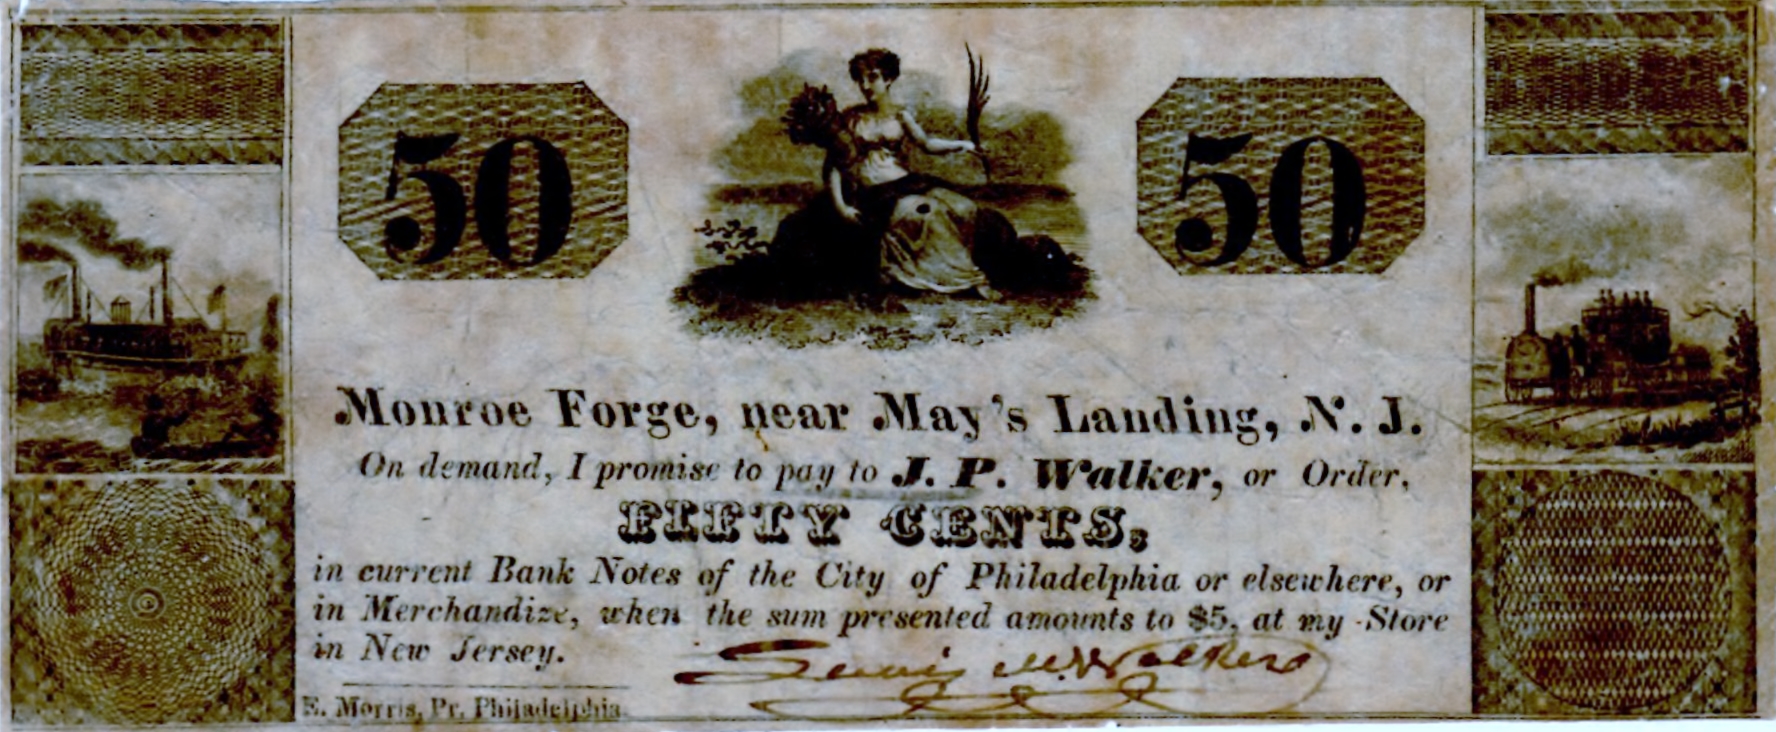 50 50
Monroe Forge, near May's Landing, N. J.
On demand, I promise to pay to J. P. Walker, or Order,
FIFTY CENTS,
in current Bank Notes of the City of Philadelphia or elsewhere, or
in Merchandize, when the sum presented amounts to $5, at my Store
in New Jersey.
Lewis M. Walker
E. Morris, Pr. Philadelphia